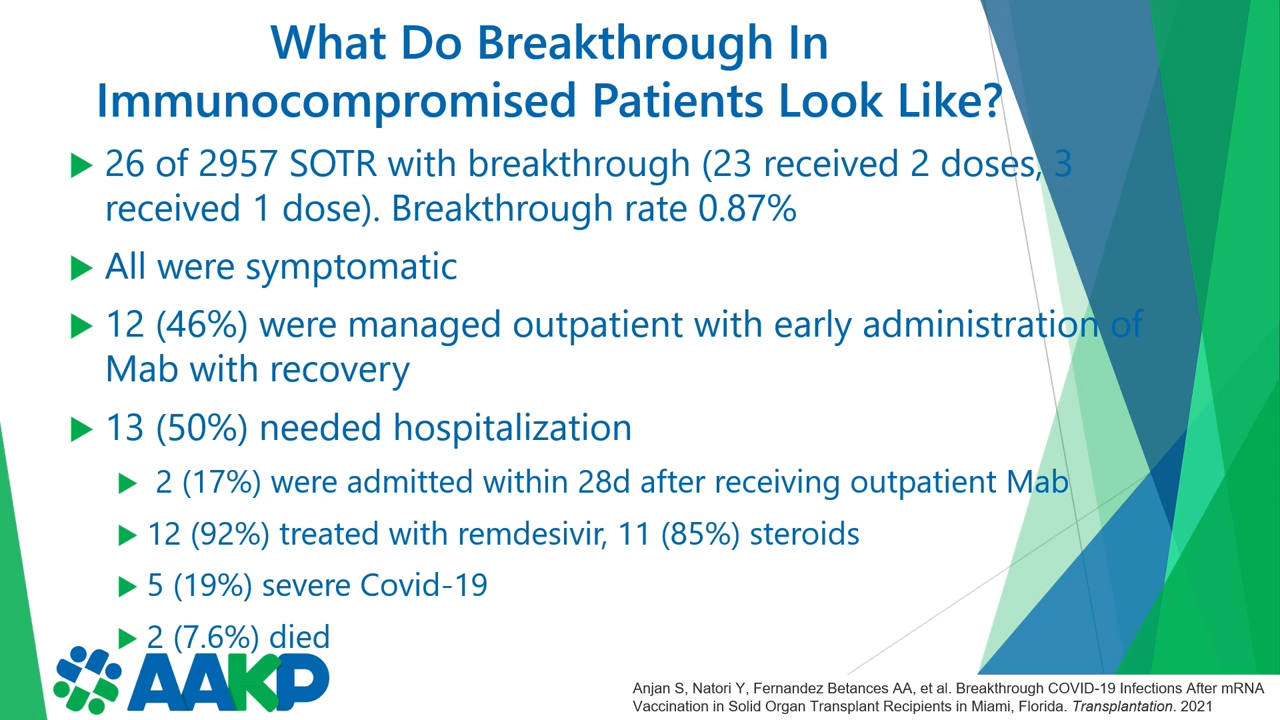 What Do Breakthrough In
Immunocompromised Patients Look Like?
26 of 2957 SOTR with breakthrough (23 received 2 doses, 3
received 1 dose). Breakthrough rate 0.87%
All were symptomatic
12 (46%) were managed outpatient with early administration of
Mab with recovery
13 (50%) needed hospitalization
2 (17%) were admitted within 28d after receiving outpatient Mab
12 (92%) treated with remdesivir, 11 (85%) steroids
5 (19%) severe Covid-19
2 (7.6%) died
AAKP
Anjan S, Natori Y, Fernandez Betances AA, et al. Breakthrough COVID-19 Infections After mRNA
Vaccination in Solid Organ Transplant Recipients in Miami, Florida. Transplantation. 2021